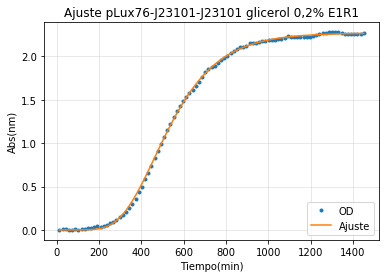 Ajuste pLux76-J23101-J23101 glicerol 0,2% E1R1
Abs(nm)
2.0
1.5
1.0
0.5
0.0
OD
Ajuste
0 200 400 600 800 1000 1200 1400
Tiempo(min)